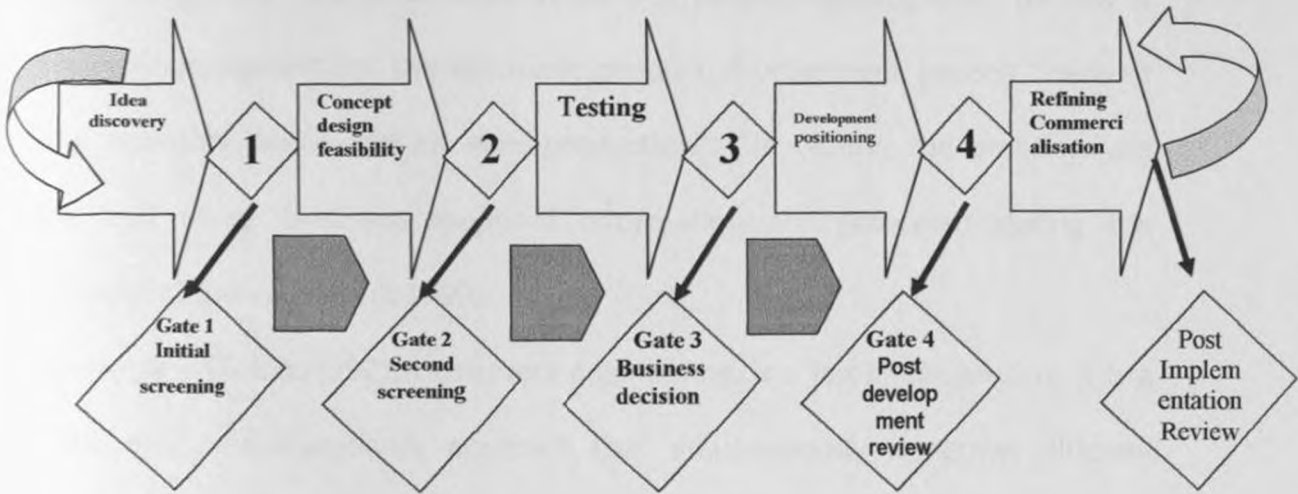 Idea
discovery
1
Concept
design
feasibility
2
Testing
3
Development
positioning
4
Refining
Commerci
alisation
Gate 1
Initial
screening
Gate 2
Second
screening
Gate 3
Business
decision
Gate 4
Post
develop
ment
review
Post
Implem
entation
Review